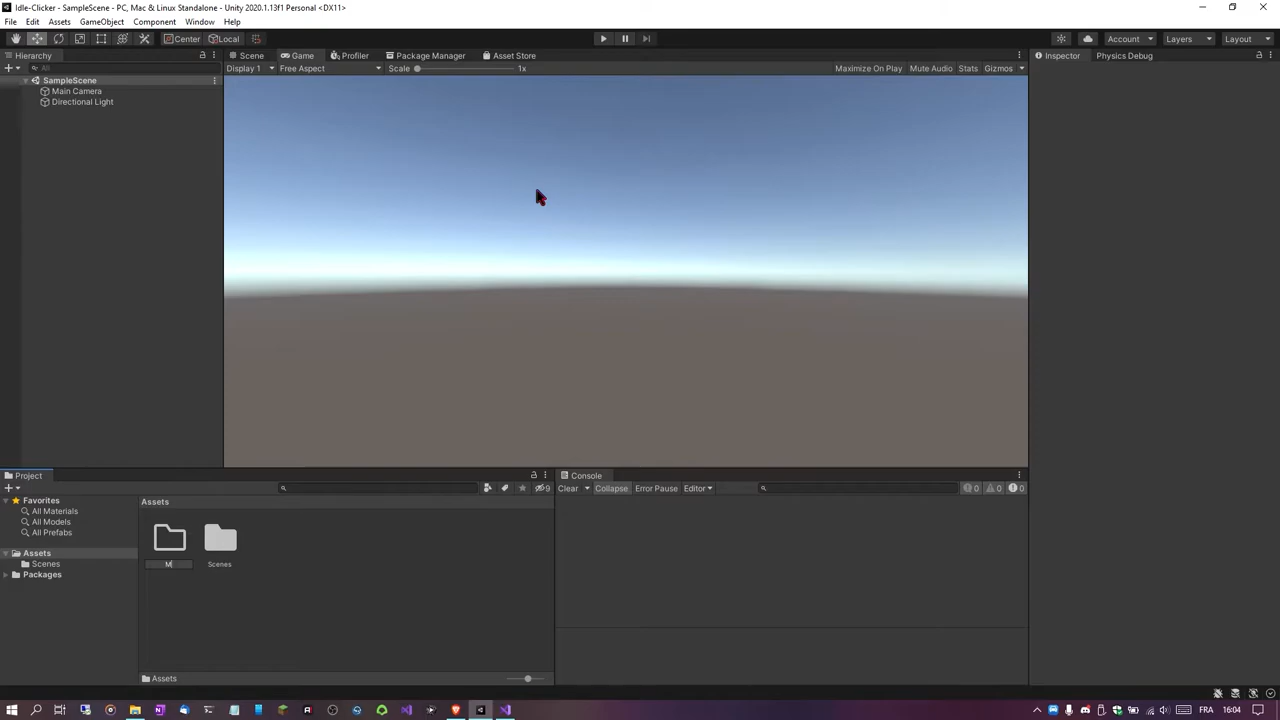 Idle-Clicker - SampleScene - PC, Mac & Linux Standalone - Unity 2020.1.13f1 Personal <DX11>
File Edit Assets GameObject Component Window Help
Center Local Account Layers Layout
Hierarchy Scene Game Profiler Package Manager Asset Store Inspector Physics Debug
All Display 1 Free Aspect Scale 1x Maximize On Play Mute Audio Stats Gizmos
SampleScene
Main Camera
Directional Light
Project Console
9 Clear Collapse Error Pause Editor 0 0 0
Favorites Assets
All Materials
All Models
All Prefabs
Assets
Scenes M Scenes
Packages
Assets
FRA 16:04